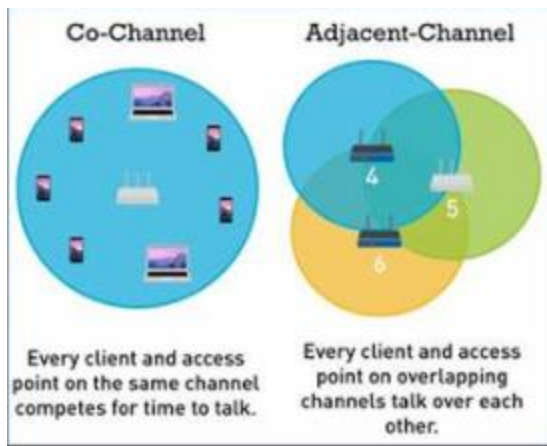 Co-Channel
Adjacent-Channel
4
5
6
Every client and access
point on the same channel
competes for time to talk.
Every client and access
point on overlapping
channels talk over each
other.